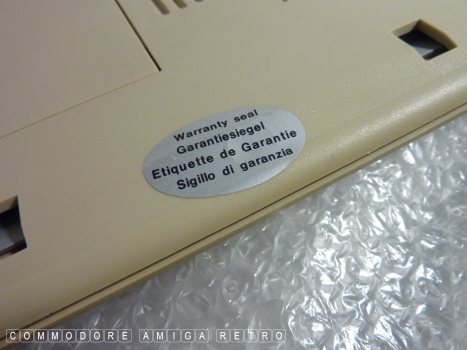 Warranty seal
Garantiesiegel
Etiquette de Garantie
Sigillo di garanzia
COMMODORE AMIGA RETRO